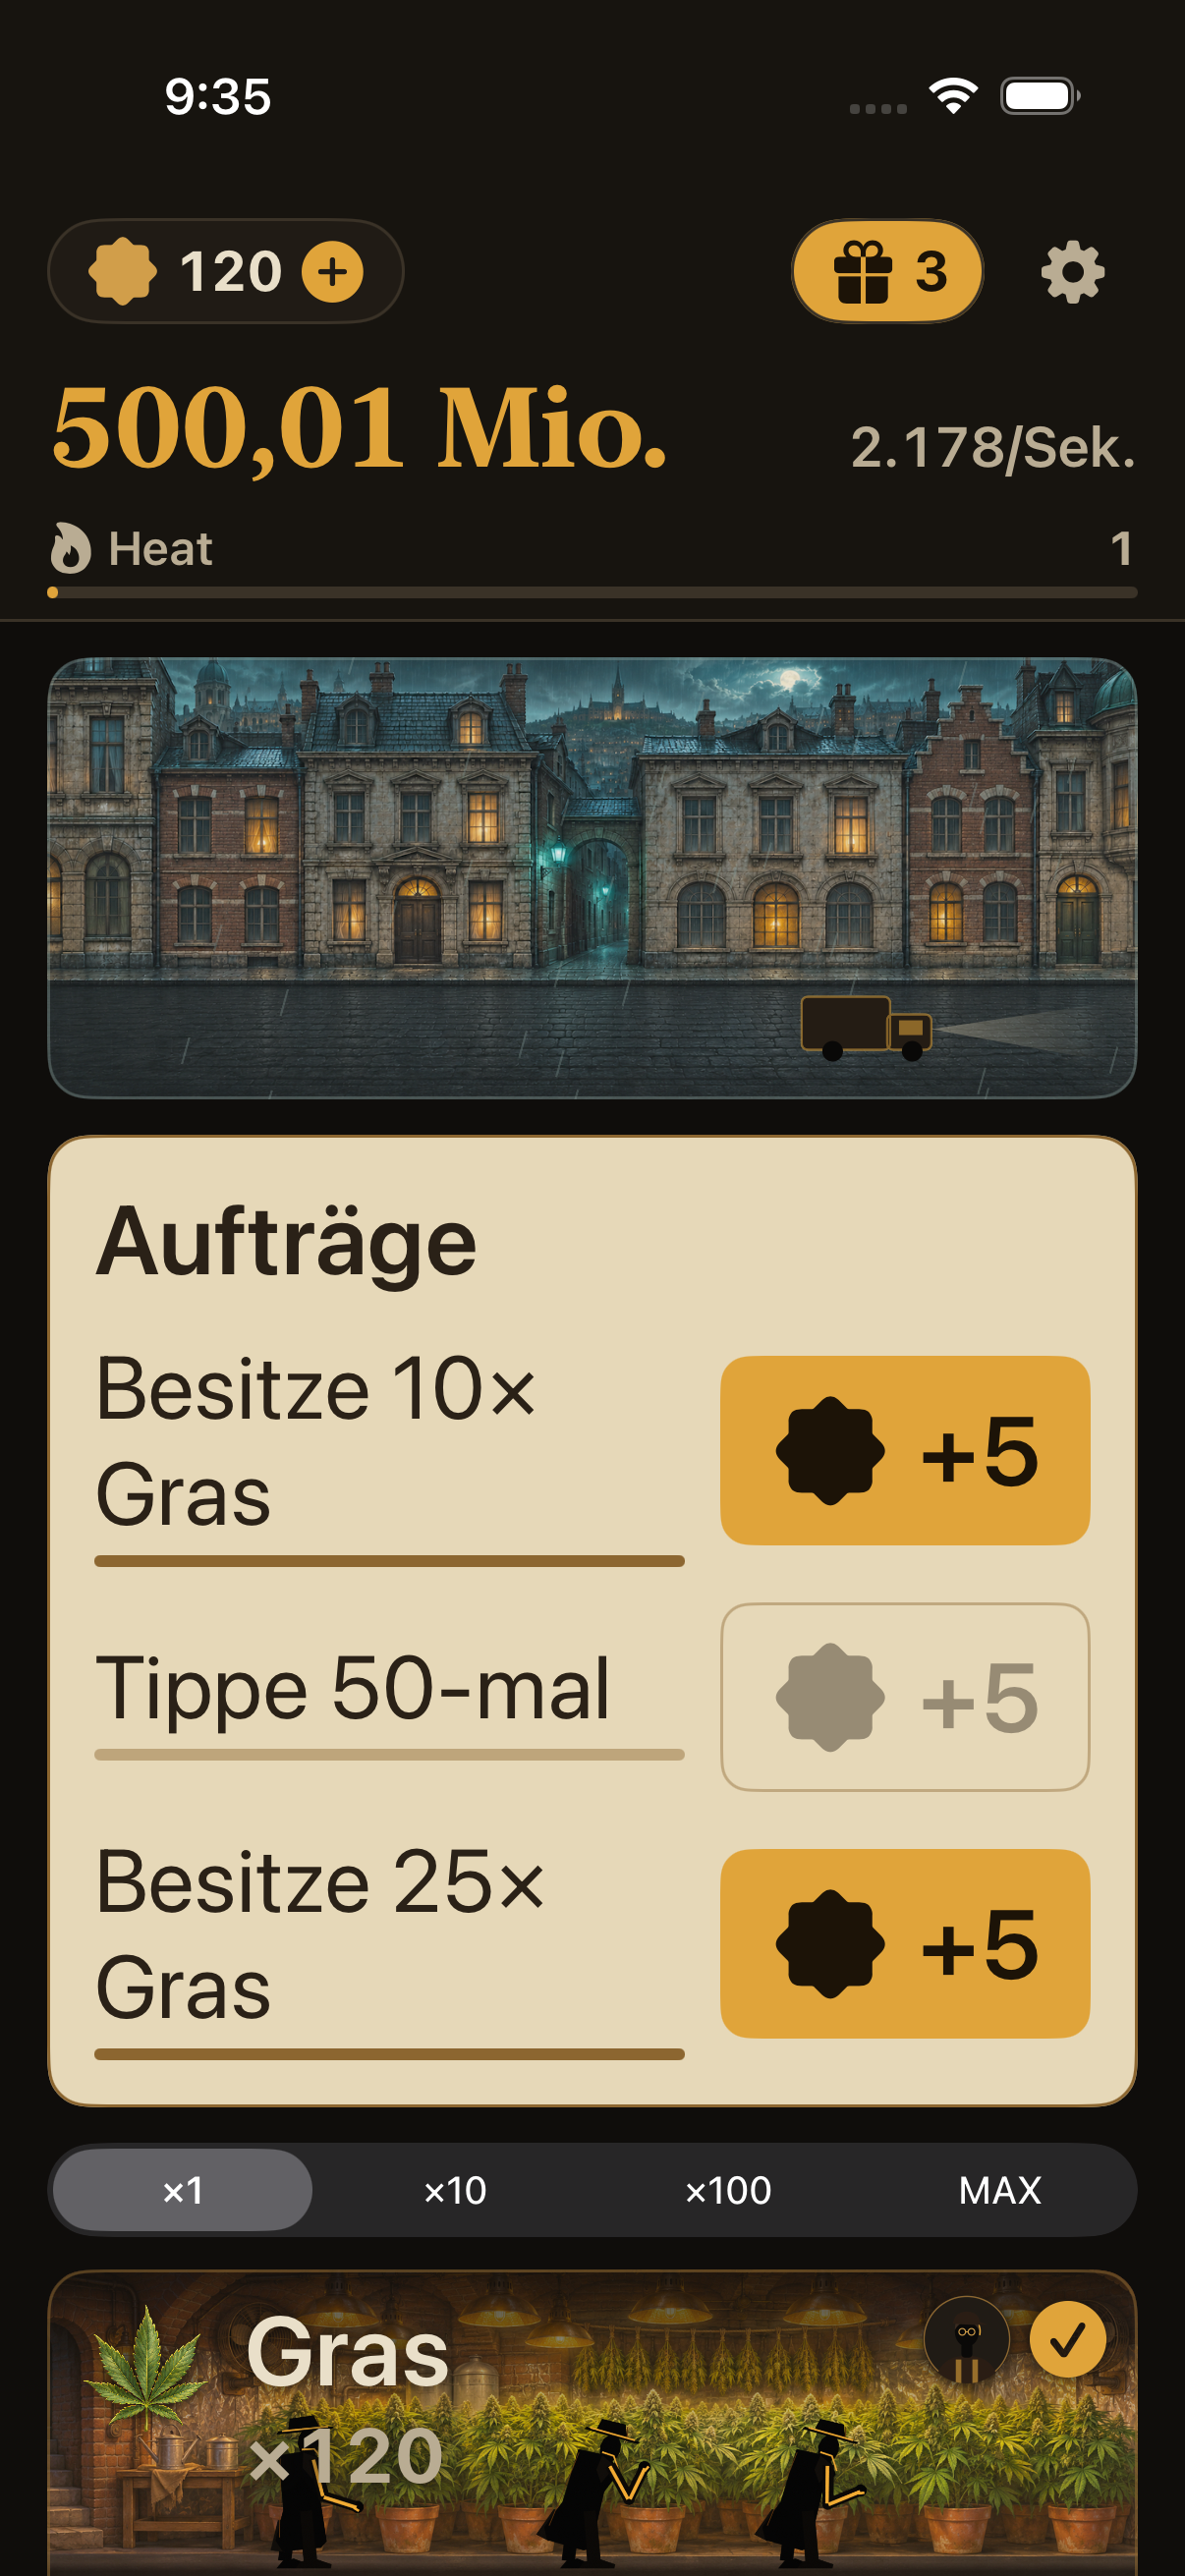 9:35
120
3
500,01 Mio.
2.178/Sek.
Heat
1
Aufträge
Besitze 10×
Gras
+5
Tippe 50-mal
+5
Besitze 25×
Gras
+5
×1
×10
×100
MAX
Gras
×120